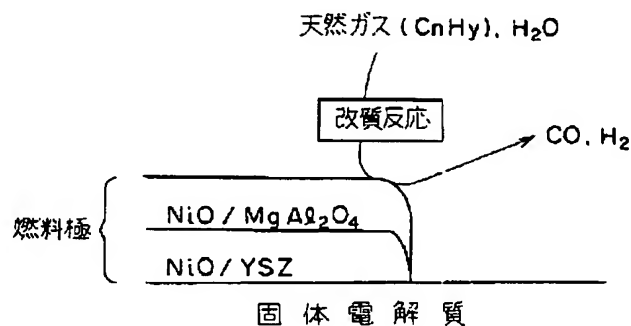 天然ガス(CnHy), H₂O
改質反応
CO, H₂
NiO/MgAl₂O₄
燃料極
NiO/YSZ
固体電解質